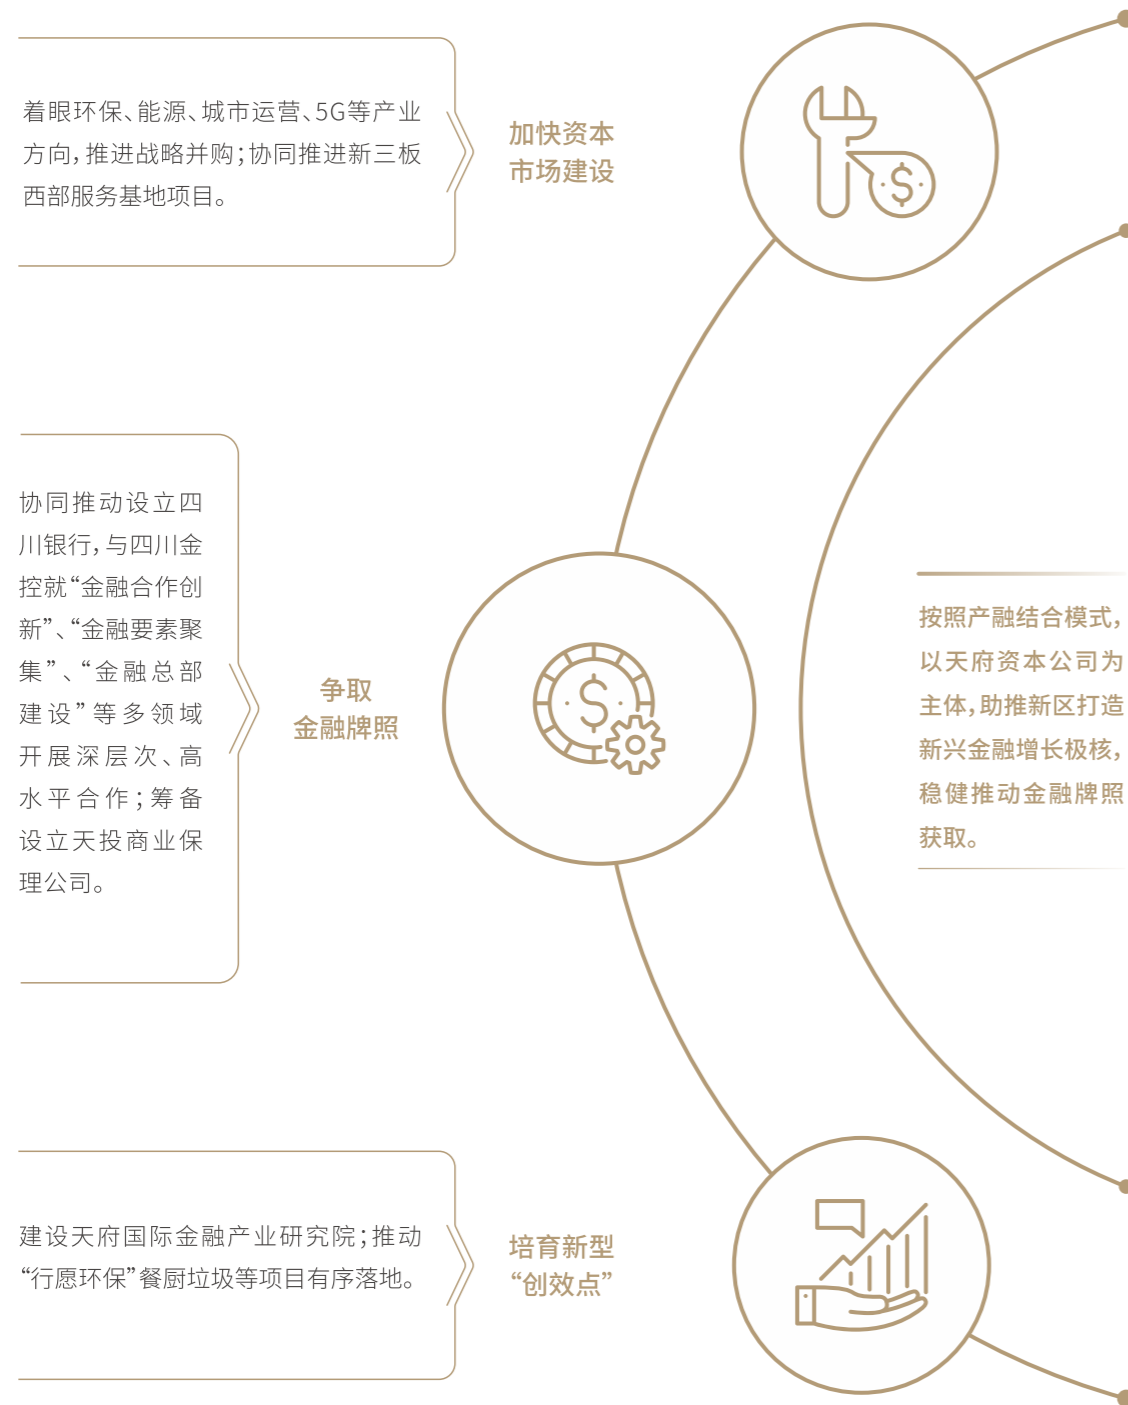 着眼环保、能源、城市运营、5G等产业
方向，推进战略并购；协同推进新三板
西部服务基地项目。
加快资本
市场建设
协同推动设立四
川银行，与四川金
控就“金融合作创
新”、“金融要素聚
集”、“金融总部
建设”等多领域
开展深层次、高
水平合作；筹备
设立天投商业保
理公司。
争取
金融牌照
按照产融结合模式，
以天府资本公司为
主体，助推新区打造
新兴金融增长极核，
稳健推动金融牌照
获取。
建设天府国际金融产业研究院；推动
“行愿环保”餐厨垃圾等项目有序落地。
培育新型
“创效点”